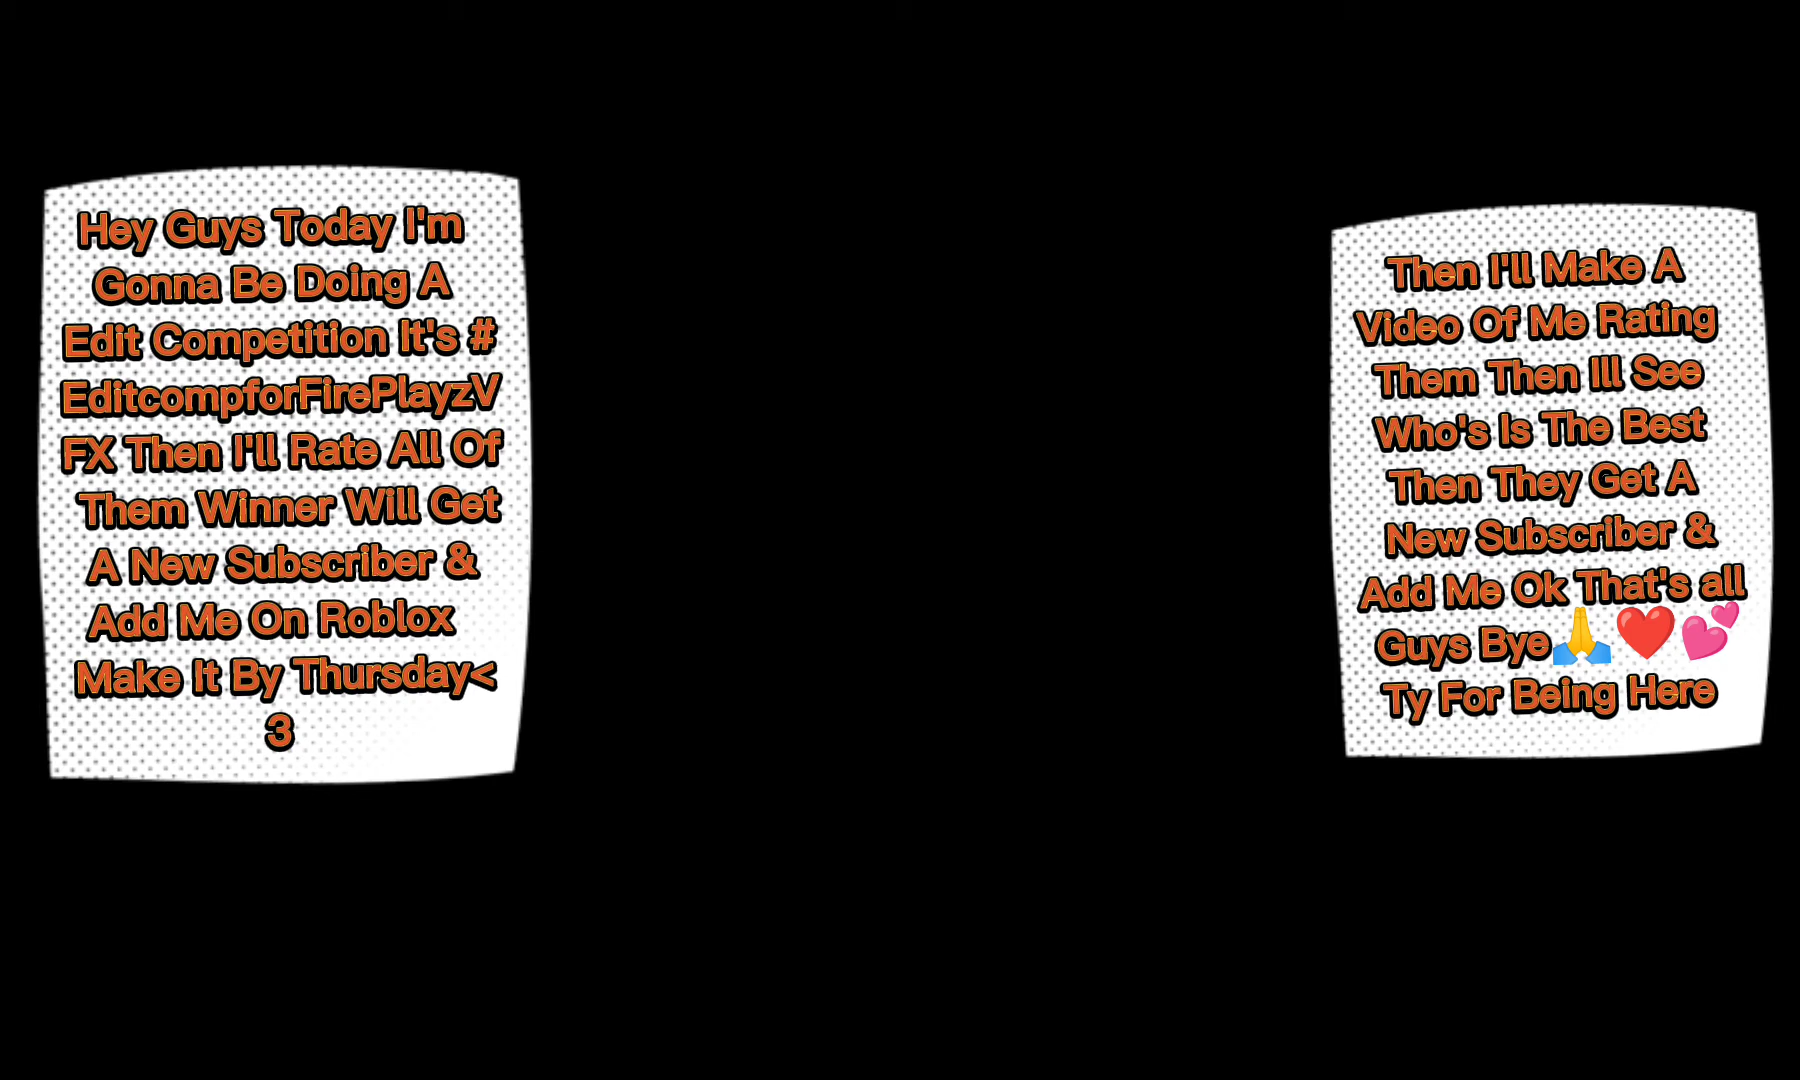 Hey Guys Today I'm
Gonna Be Doing A
Edit Competition It's #
EditcompforFirePlayzV
FX Then I'll Rate All Of
Them Winner Will Get
A New Subscriber &
Add Me On Roblox
Make It By Thursday<
3
Then I'll Make A
Video Of Me Rating
Them Then Ill See
Who's Is The Best
Then They Get A
New Subscriber &
Add Me Ok That's all
Guys Bye🙏❤️💕
Ty For Being Here